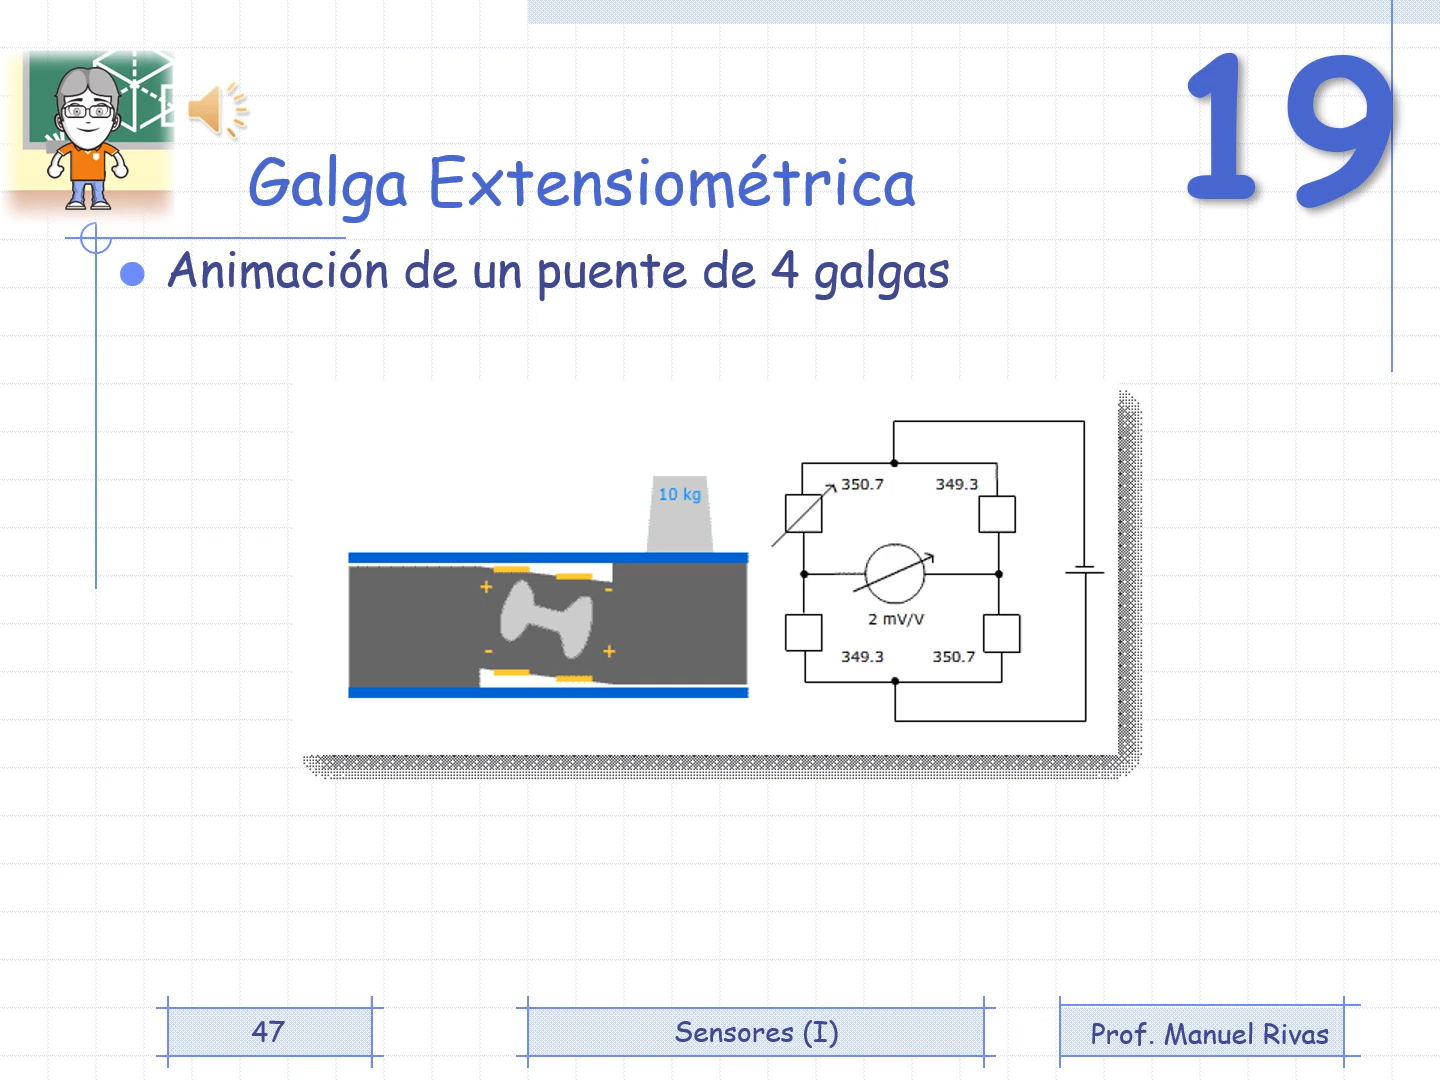 19
Galga Extensiométrica
Animación de un puente de 4 galgas
10 kg
+
-
-
+
350.7
349.3
2 mV/V
349.3
350.7
47
Sensores (I)
Prof. Manuel Rivas